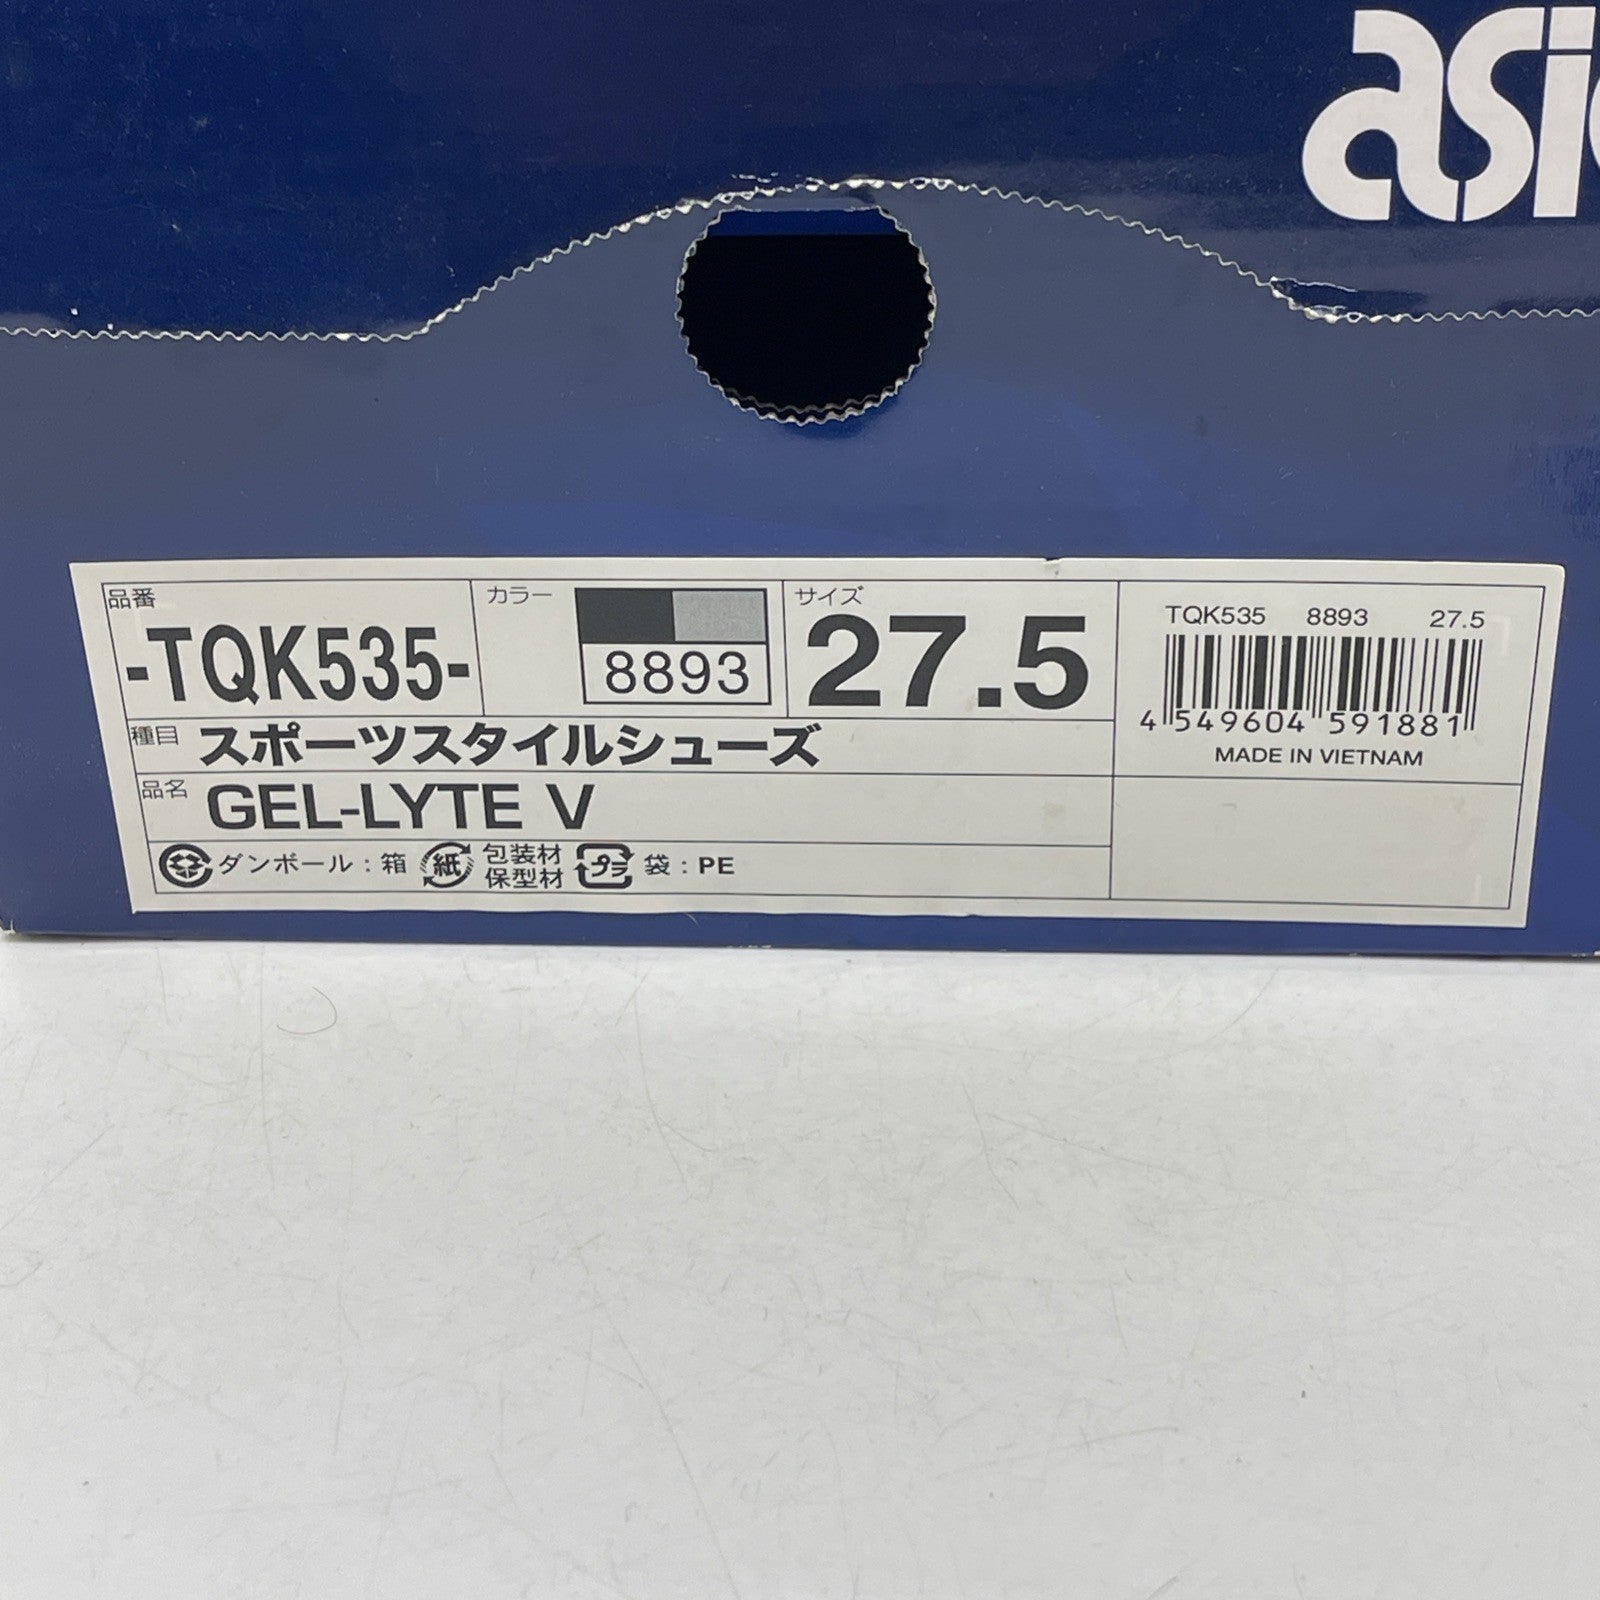 asi
品番
-TQK535-
カラー
8893
サイズ
27.5
種目 スポーツスタイルシューズ
品名 GEL-LYTE V
ダンボール：箱 紙 包装材 保型材 プラ 袋：PE
TQK535 8893 27.5
4 549604 591881
MADE IN VIETNAM